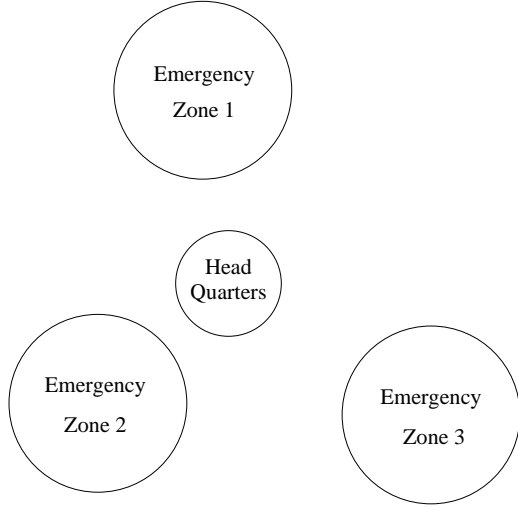 Emergency
Zone 1
Head
Quarters
Emergency
Zone 2
Emergency
Zone 3